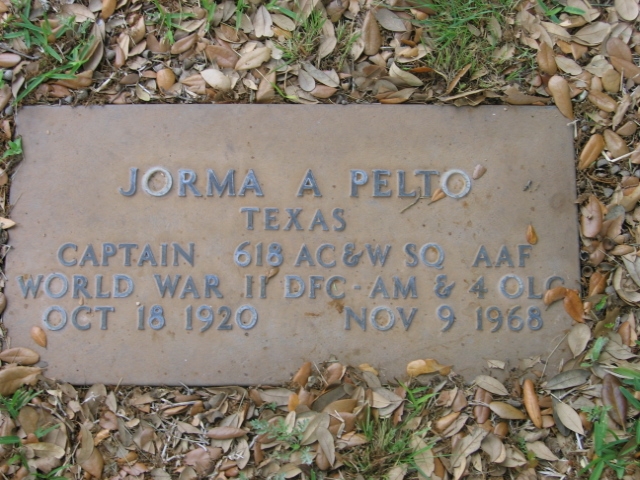 JORMA A PELTO
TEXAS
CAPTAIN 618 AC&W SQ AAF
WORLD WAR II DFC-AM & 4 OLC
OCT 18 1920 NOV 9 1968